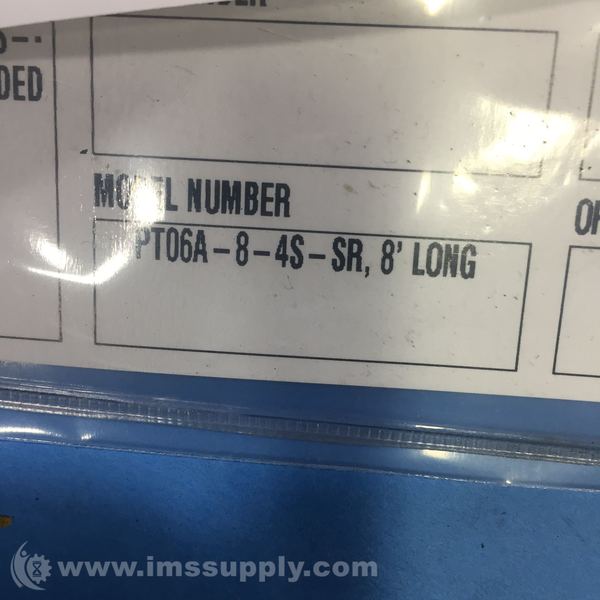 DED
MODEL NUMBER
PT06A-8-4S-SR, 8' LONG
www.imssupply.com